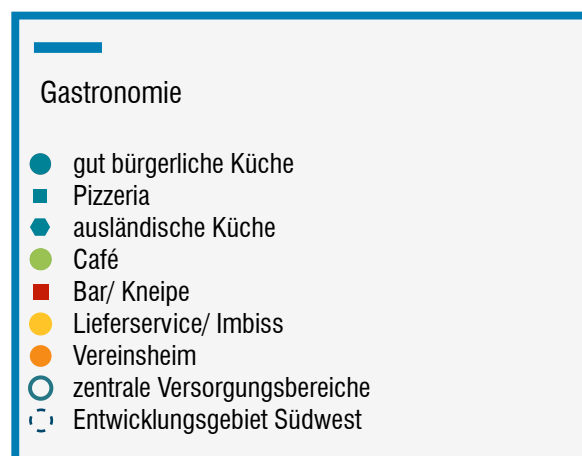 Gastronomie
gut bürgerliche Küche
Pizzeria
ausländische Küche
Café
Bar/ Kneipe
Lieferservice/ Imbiss
Vereinsheim
zentrale Versorgungsbereiche
Entwicklungsgebiet Südwest